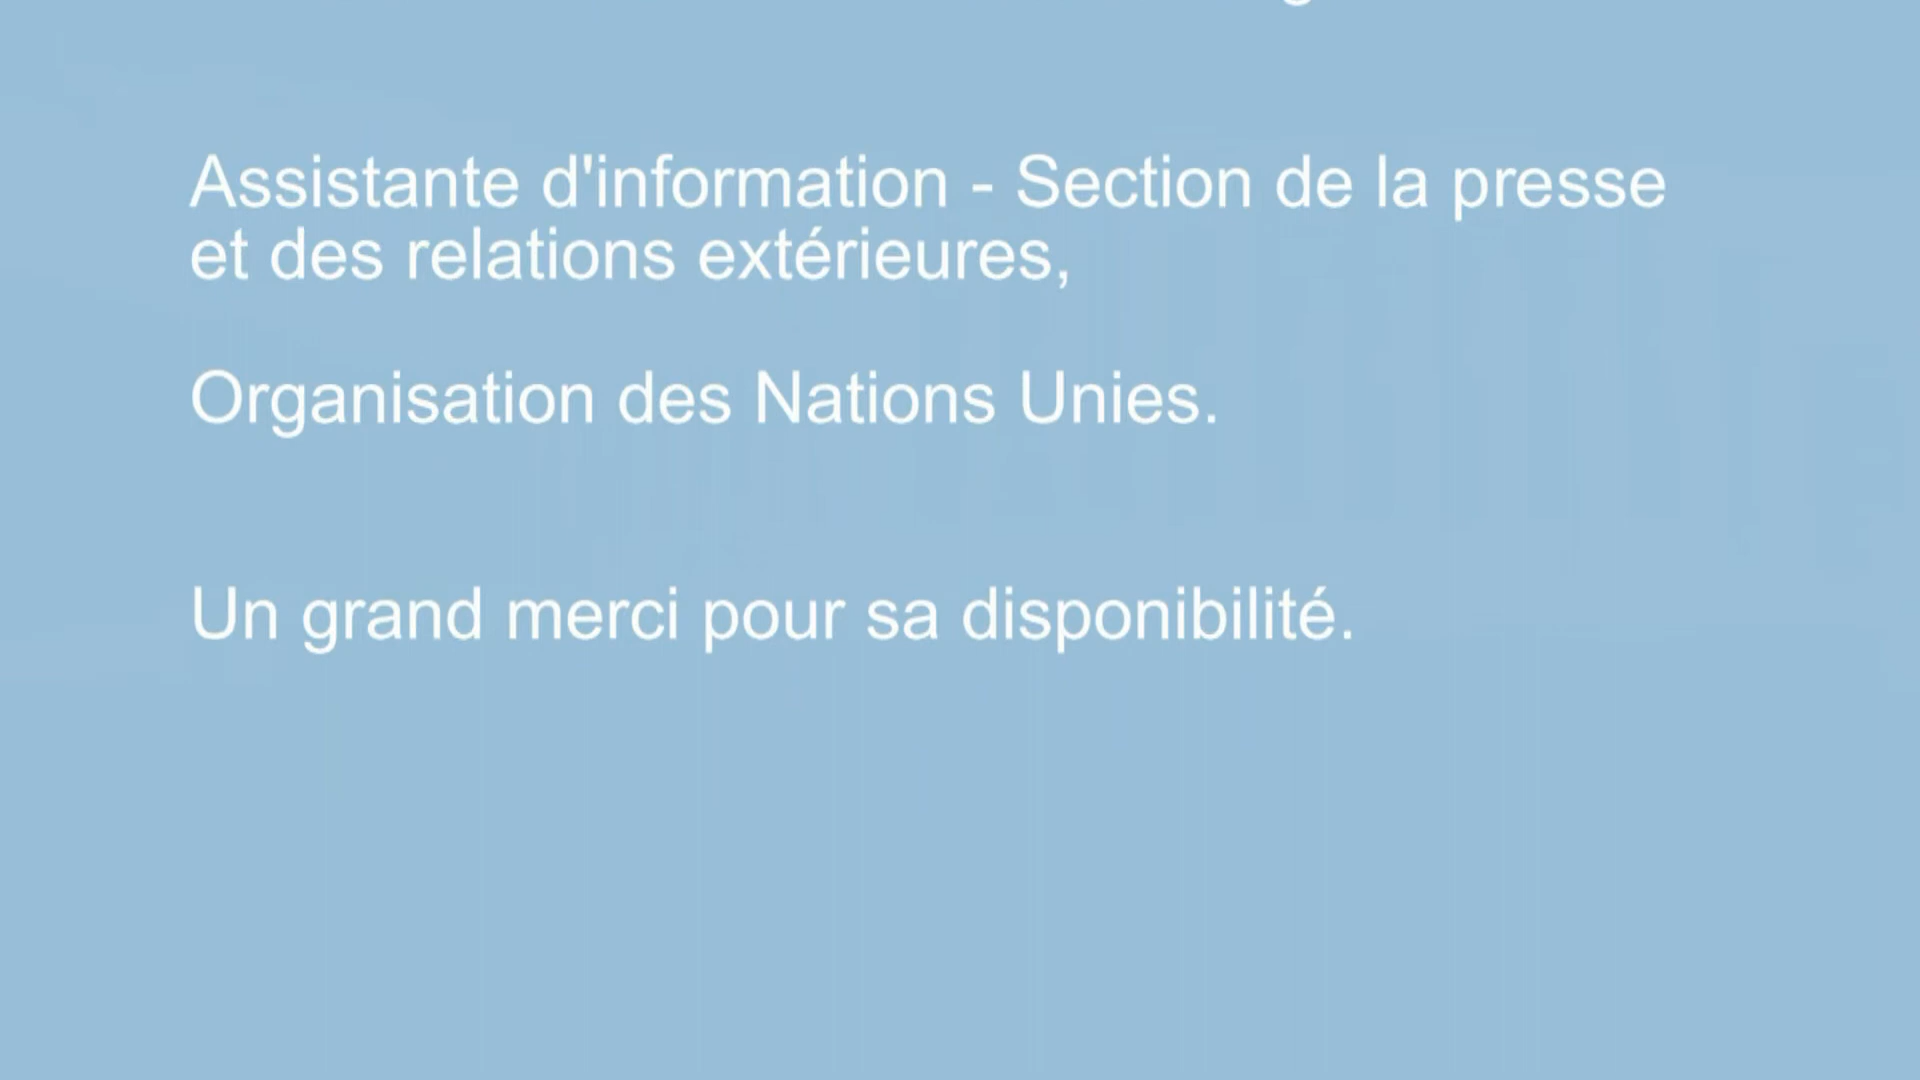 Assistante d'information - Section de la presse
et des relations extérieures,
Organisation des Nations Unies.
Un grand merci pour sa disponibilité.